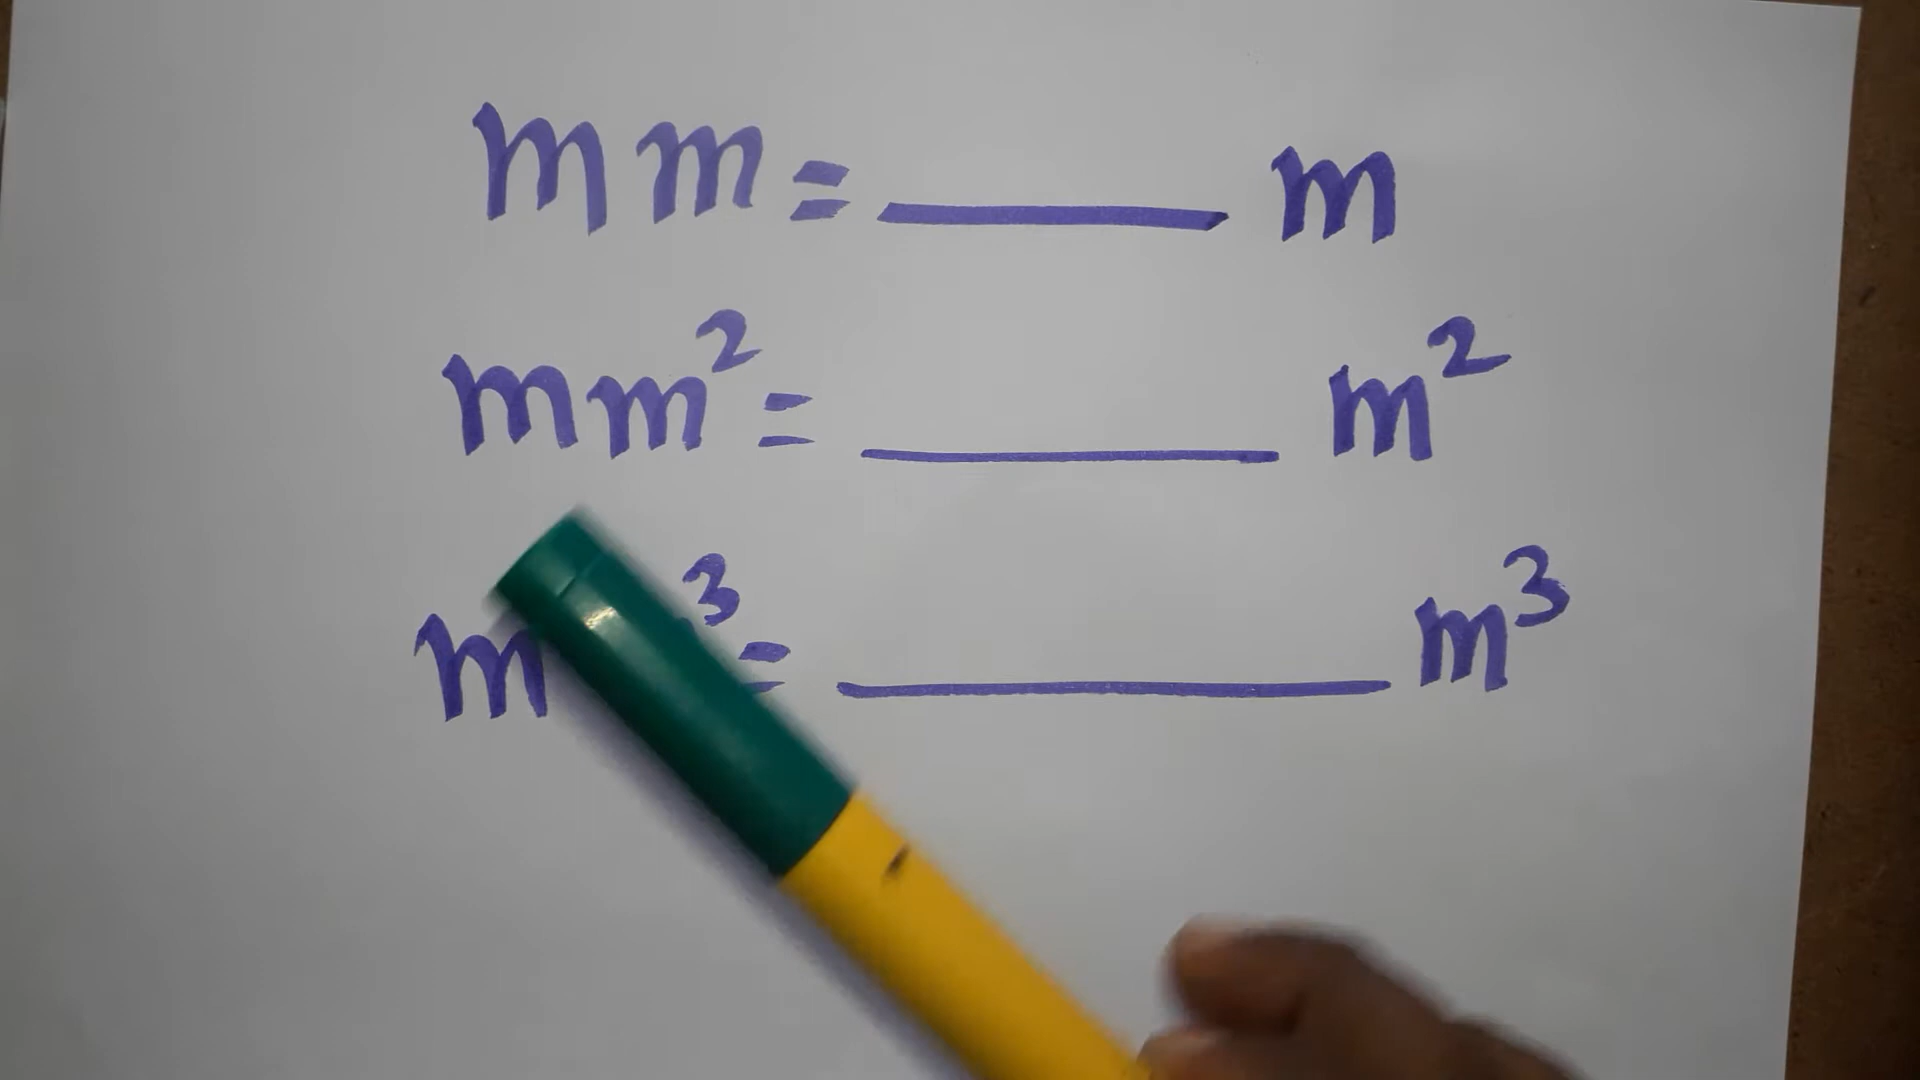 mm = ______ m
mm² = ______ m²
m ³ = ______ m³